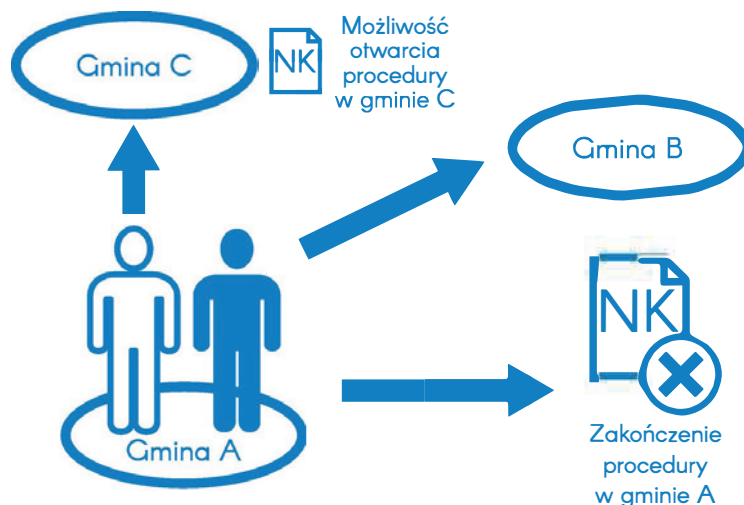 Gmina C
NK
Możliwość
otwarcia
procedury
w gminie C
Gmina B
NK
Gmina A
Zakończenie
procedury
w gminie A